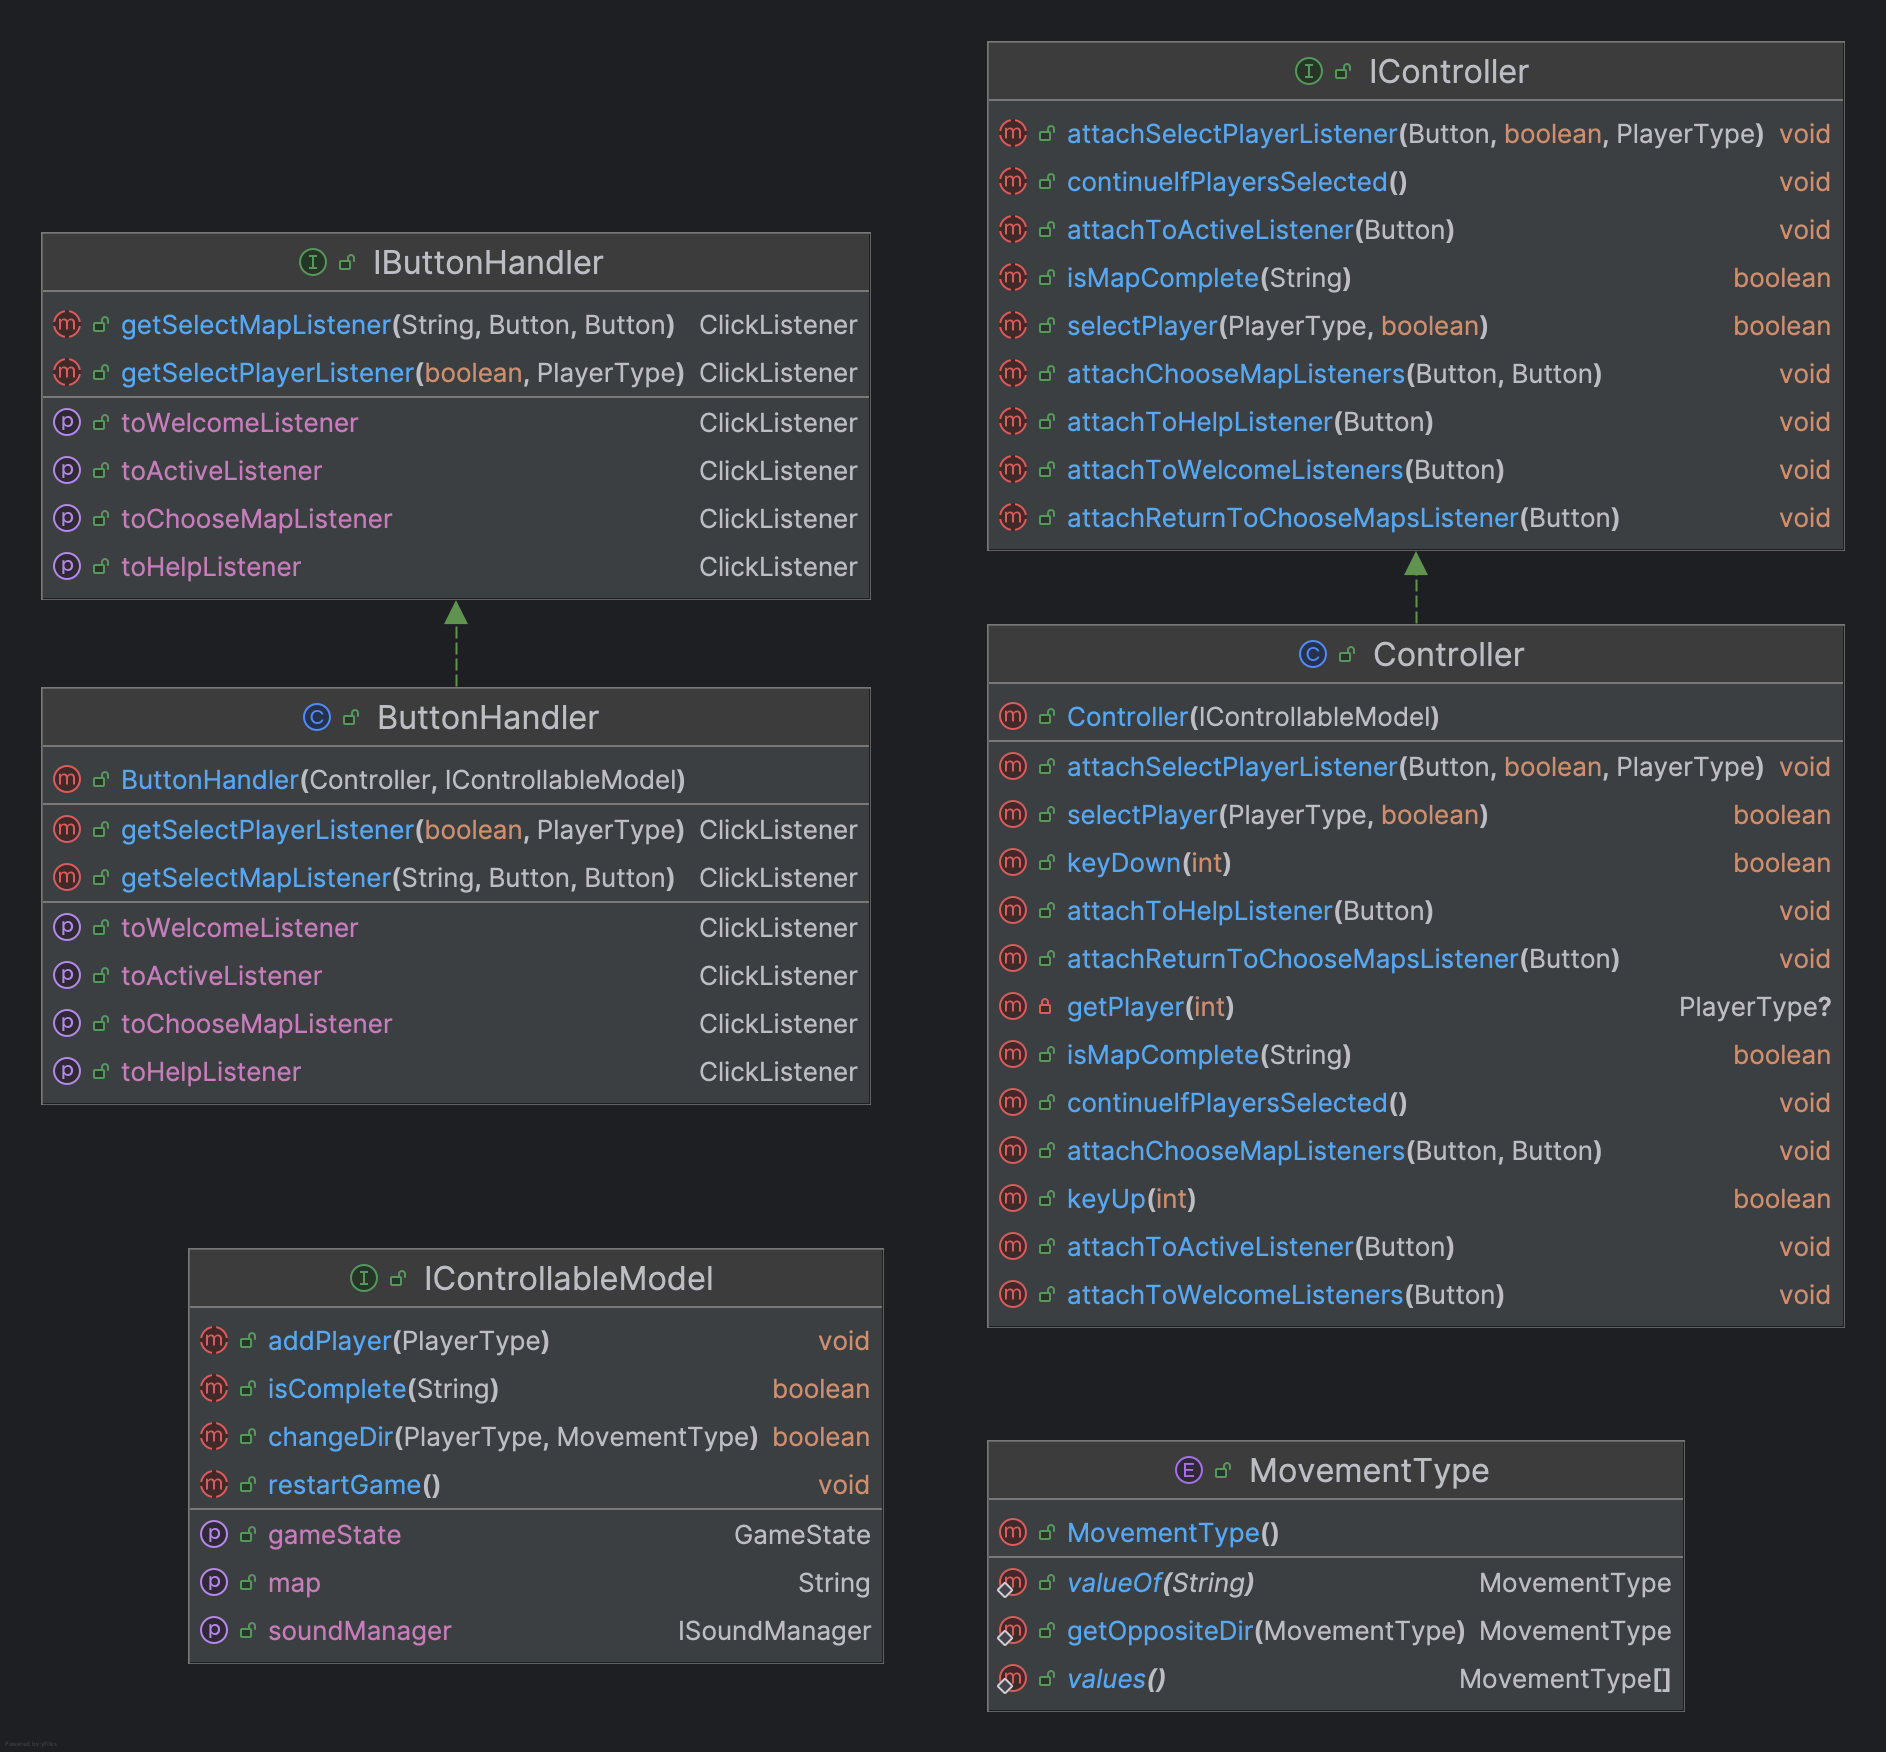 IButtonHandler
getSelectMapListener(String, Button, Button) ClickListener
getSelectPlayerListener(boolean, PlayerType) ClickListener
toWelcomeListener ClickListener
toActiveListener ClickListener
toChooseMapListener ClickListener
toHelpListener ClickListener
ButtonHandler
ButtonHandler(Controller, IControllableModel)
getSelectPlayerListener(boolean, PlayerType) ClickListener
getSelectMapListener(String, Button, Button) ClickListener
toWelcomeListener ClickListener
toActiveListener ClickListener
toChooseMapListener ClickListener
toHelpListener ClickListener
IControllableModel
addPlayer(PlayerType) void
isComplete(String) boolean
changeDir(PlayerType, MovementType) boolean
restartGame() void
gameState GameState
map String
soundManager ISoundManager
IController
attachSelectPlayerListener(Button, boolean, PlayerType) void
continueIfPlayersSelected() void
attachToActiveListener(Button) void
isMapComplete(String) boolean
selectPlayer(PlayerType, boolean) boolean
attachChooseMapListeners(Button, Button) void
attachToHelpListener(Button) void
attachToWelcomeListeners(Button) void
attachReturnToChooseMapsListener(Button) void
Controller
Controller(IControllableModel)
attachSelectPlayerListener(Button, boolean, PlayerType) void
selectPlayer(PlayerType, boolean) boolean
keyDown(int) boolean
attachToHelpListener(Button) void
attachReturnToChooseMapsListener(Button) void
getPlayer(int) PlayerType?
isMapComplete(String) boolean
continueIfPlayersSelected() void
attachChooseMapListeners(Button, Button) void
keyUp(int) boolean
attachToActiveListener(Button) void
attachToWelcomeListeners(Button) void
MovementType
MovementType()
valueOf(String) MovementType
getOppositeDir(MovementType) MovementType
values() MovementType[]
Powered by yFiles